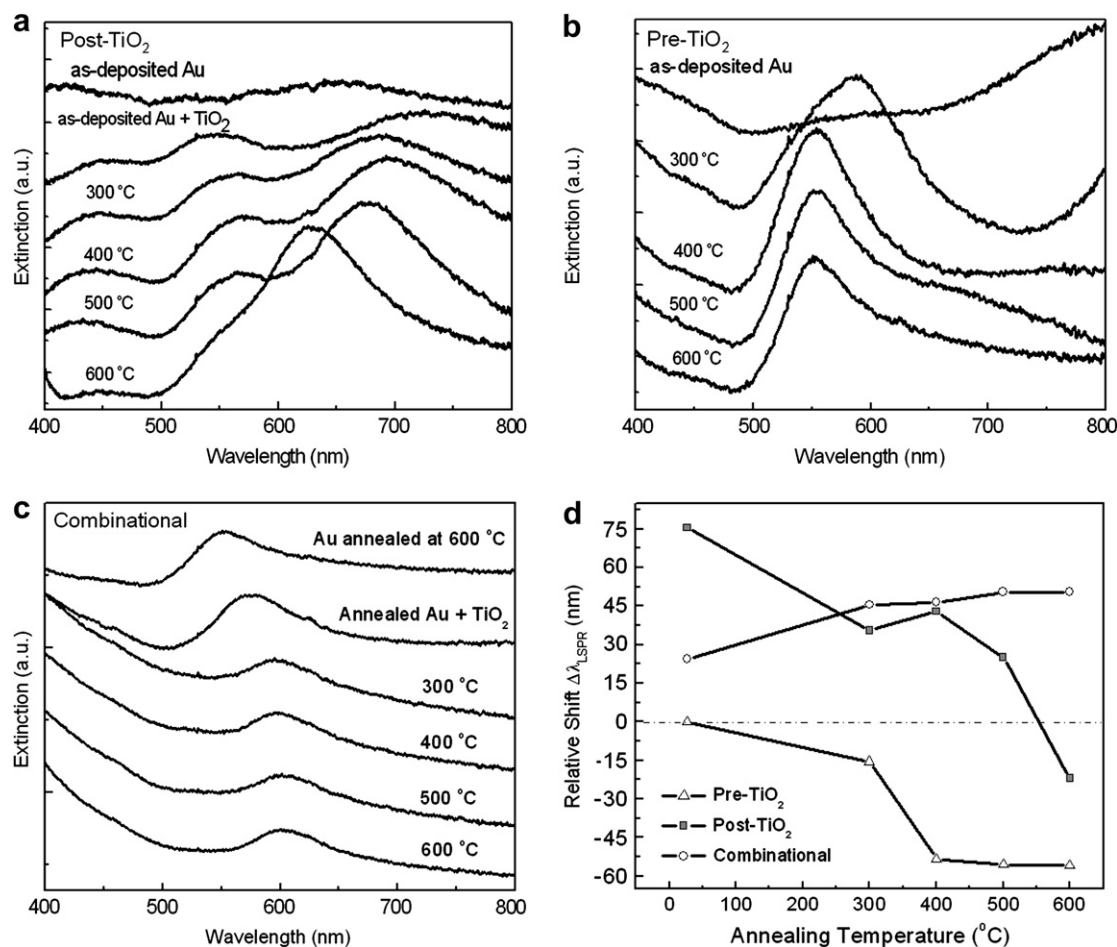 a
Post-TiO₂
as-deposited Au
as-deposited Au + TiO₂
300 °C
400 °C
500 °C
600 °C
Extinction (a.u.)
400 500 600 700 800
Wavelength (nm)
b
Pre-TiO₂
as-deposited Au
300 °C
400 °C
500 °C
600 °C
Extinction (a.u.)
400 500 600 700 800
Wavelength (nm)
c
Combinational
Au annealed at 600 °C
Annealed Au + TiO₂
300 °C
400 °C
500 °C
600 °C
Extinction (a.u.)
400 500 600 700 800
Wavelength (nm)
d
75
60
45
30
15
0
-15
-30
-45
-60
Relative Shift Δλ_LSPR (nm)
Pre-TiO₂
Post-TiO₂
Combinational
0 100 200 300 400 500 600
Annealing Temperature (°C)